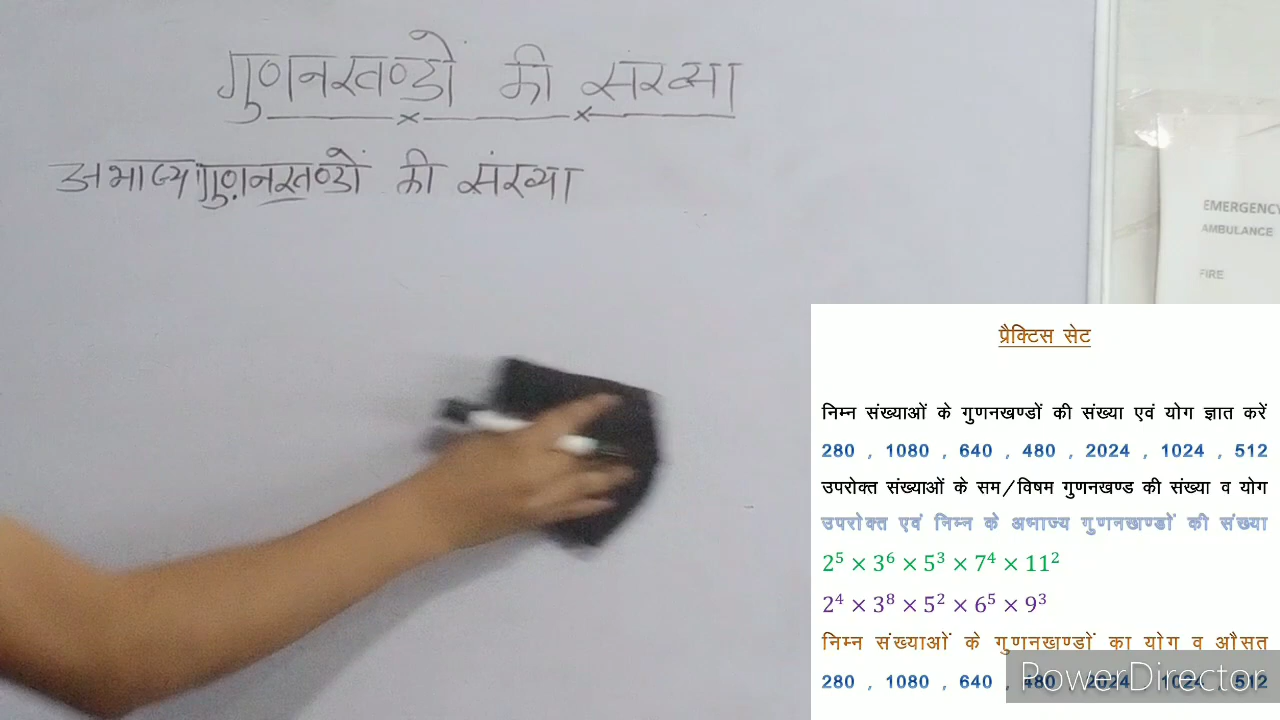 गुणनखण्डों की संख्या
अभाज्य गुणनखण्डों की संख्या
EMERGENCY
AMBULANCE
FIRE
प्रैक्टिस सेट
निम्न संख्याओं के गुणनखण्डों की संख्या एवं योग ज्ञात करें
280 , 1080 , 640 , 480 , 2024 , 1024 , 512
उपरोक्त संख्याओं के सम/विषम गुणनखण्ड की संख्या व योग
उपरोक्त एवं निम्न के अभाज्य गुणनखाण्डों की संख्या
2⁵ × 3⁶ × 5³ × 7⁴ × 11²
2⁴ × 3⁸ × 5² × 6⁵ × 9³
निम्न संख्याओं के गुणनखाण्डों का योग व औसत
280 , 1080 , 640 , 480 , 2024 , 1024 , 512
PowerDirector